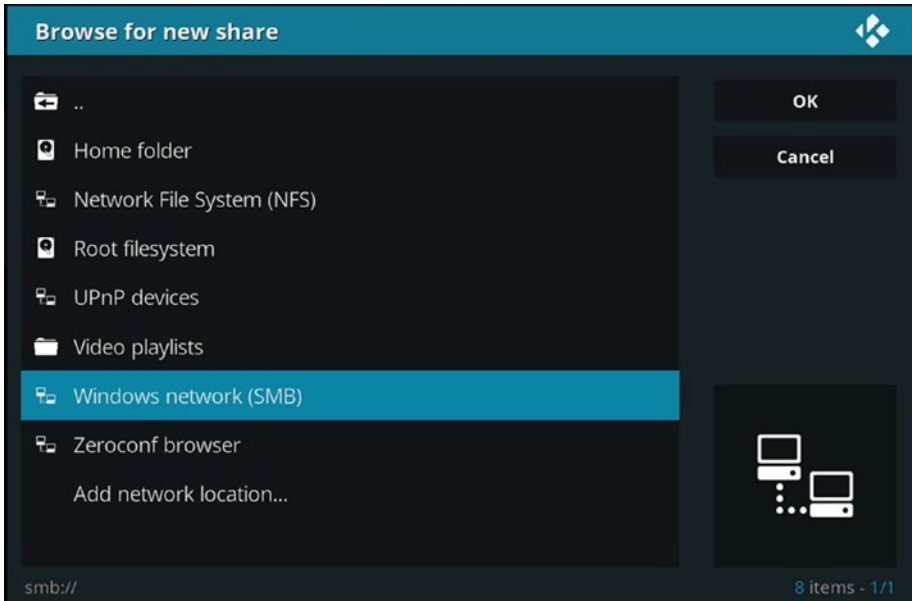 Browse for new share
..
Home folder
Network File System (NFS)
Root filesystem
UPnP devices
Video playlists
Windows network (SMB)
Zeroconf browser
Add network location...
OK
Cancel
smb://
8 items - 1/1